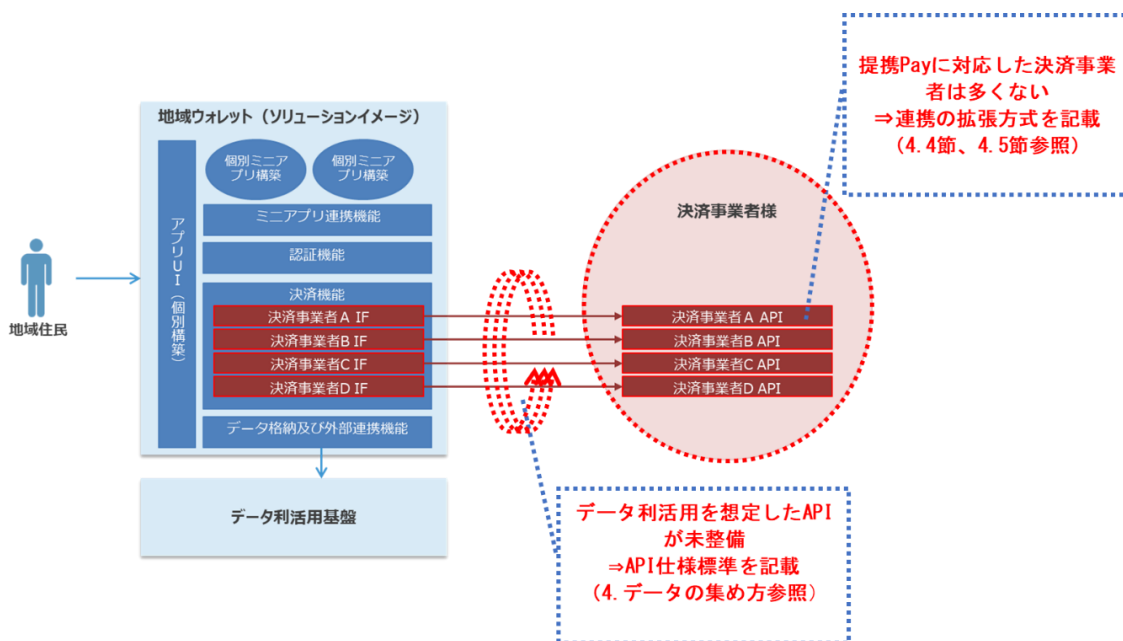 提携Payに対応した決済事業
者は多くない
⇒連携の拡張方式を記載
(4.4節、4.5節参照)
地域ウォレット（ソリューションイメージ）
個別ミニア
プリ構築
個別ミニア
プリ構築
アプリUI（個別構築）
ミニアプリ連携機能
認証機能
決済機能
決済事業者A IF
決済事業者B IF
決済事業者C IF
決済事業者D IF
データ格納及び外部連携機能
地域住民
決済事業者様
決済事業者A API
決済事業者B API
決済事業者C API
決済事業者D API
データ利活用基盤
データ利活用を想定したAPI
が未整備
⇒API仕様標準を記載
(4.データの集め方参照)